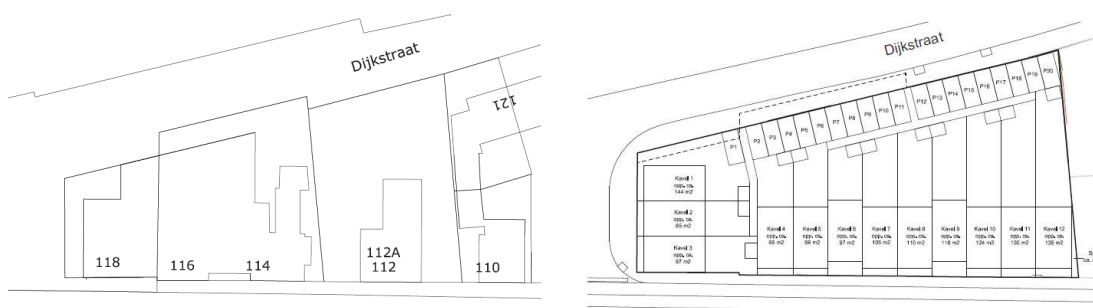 Dijkstraat
121
118
116
114
112A
112
110
Dijkstraat
P1
P2
P3
P4
P5
P6
P7
P8
P9
P10
P11
P12
P13
P14
P15
P16
P17
P18
P19
P20
Kavel 1
opp. ca.
144 m2
Kavel 2
opp. ca.
85 m2
Kavel 3
opp. ca.
97 m2
Kavel 4
opp. ca.
95 m2
Kavel 5
opp. ca.
98 m2
Kavel 6
opp. ca.
97 m2
Kavel 7
opp. ca.
105 m2
Kavel 8
opp. ca.
110 m2
Kavel 9
opp. ca.
118 m2
Kavel 10
opp. ca.
124 m2
Kavel 11
opp. ca.
130 m2
Kavel 12
opp. ca.
135 m2
ca.